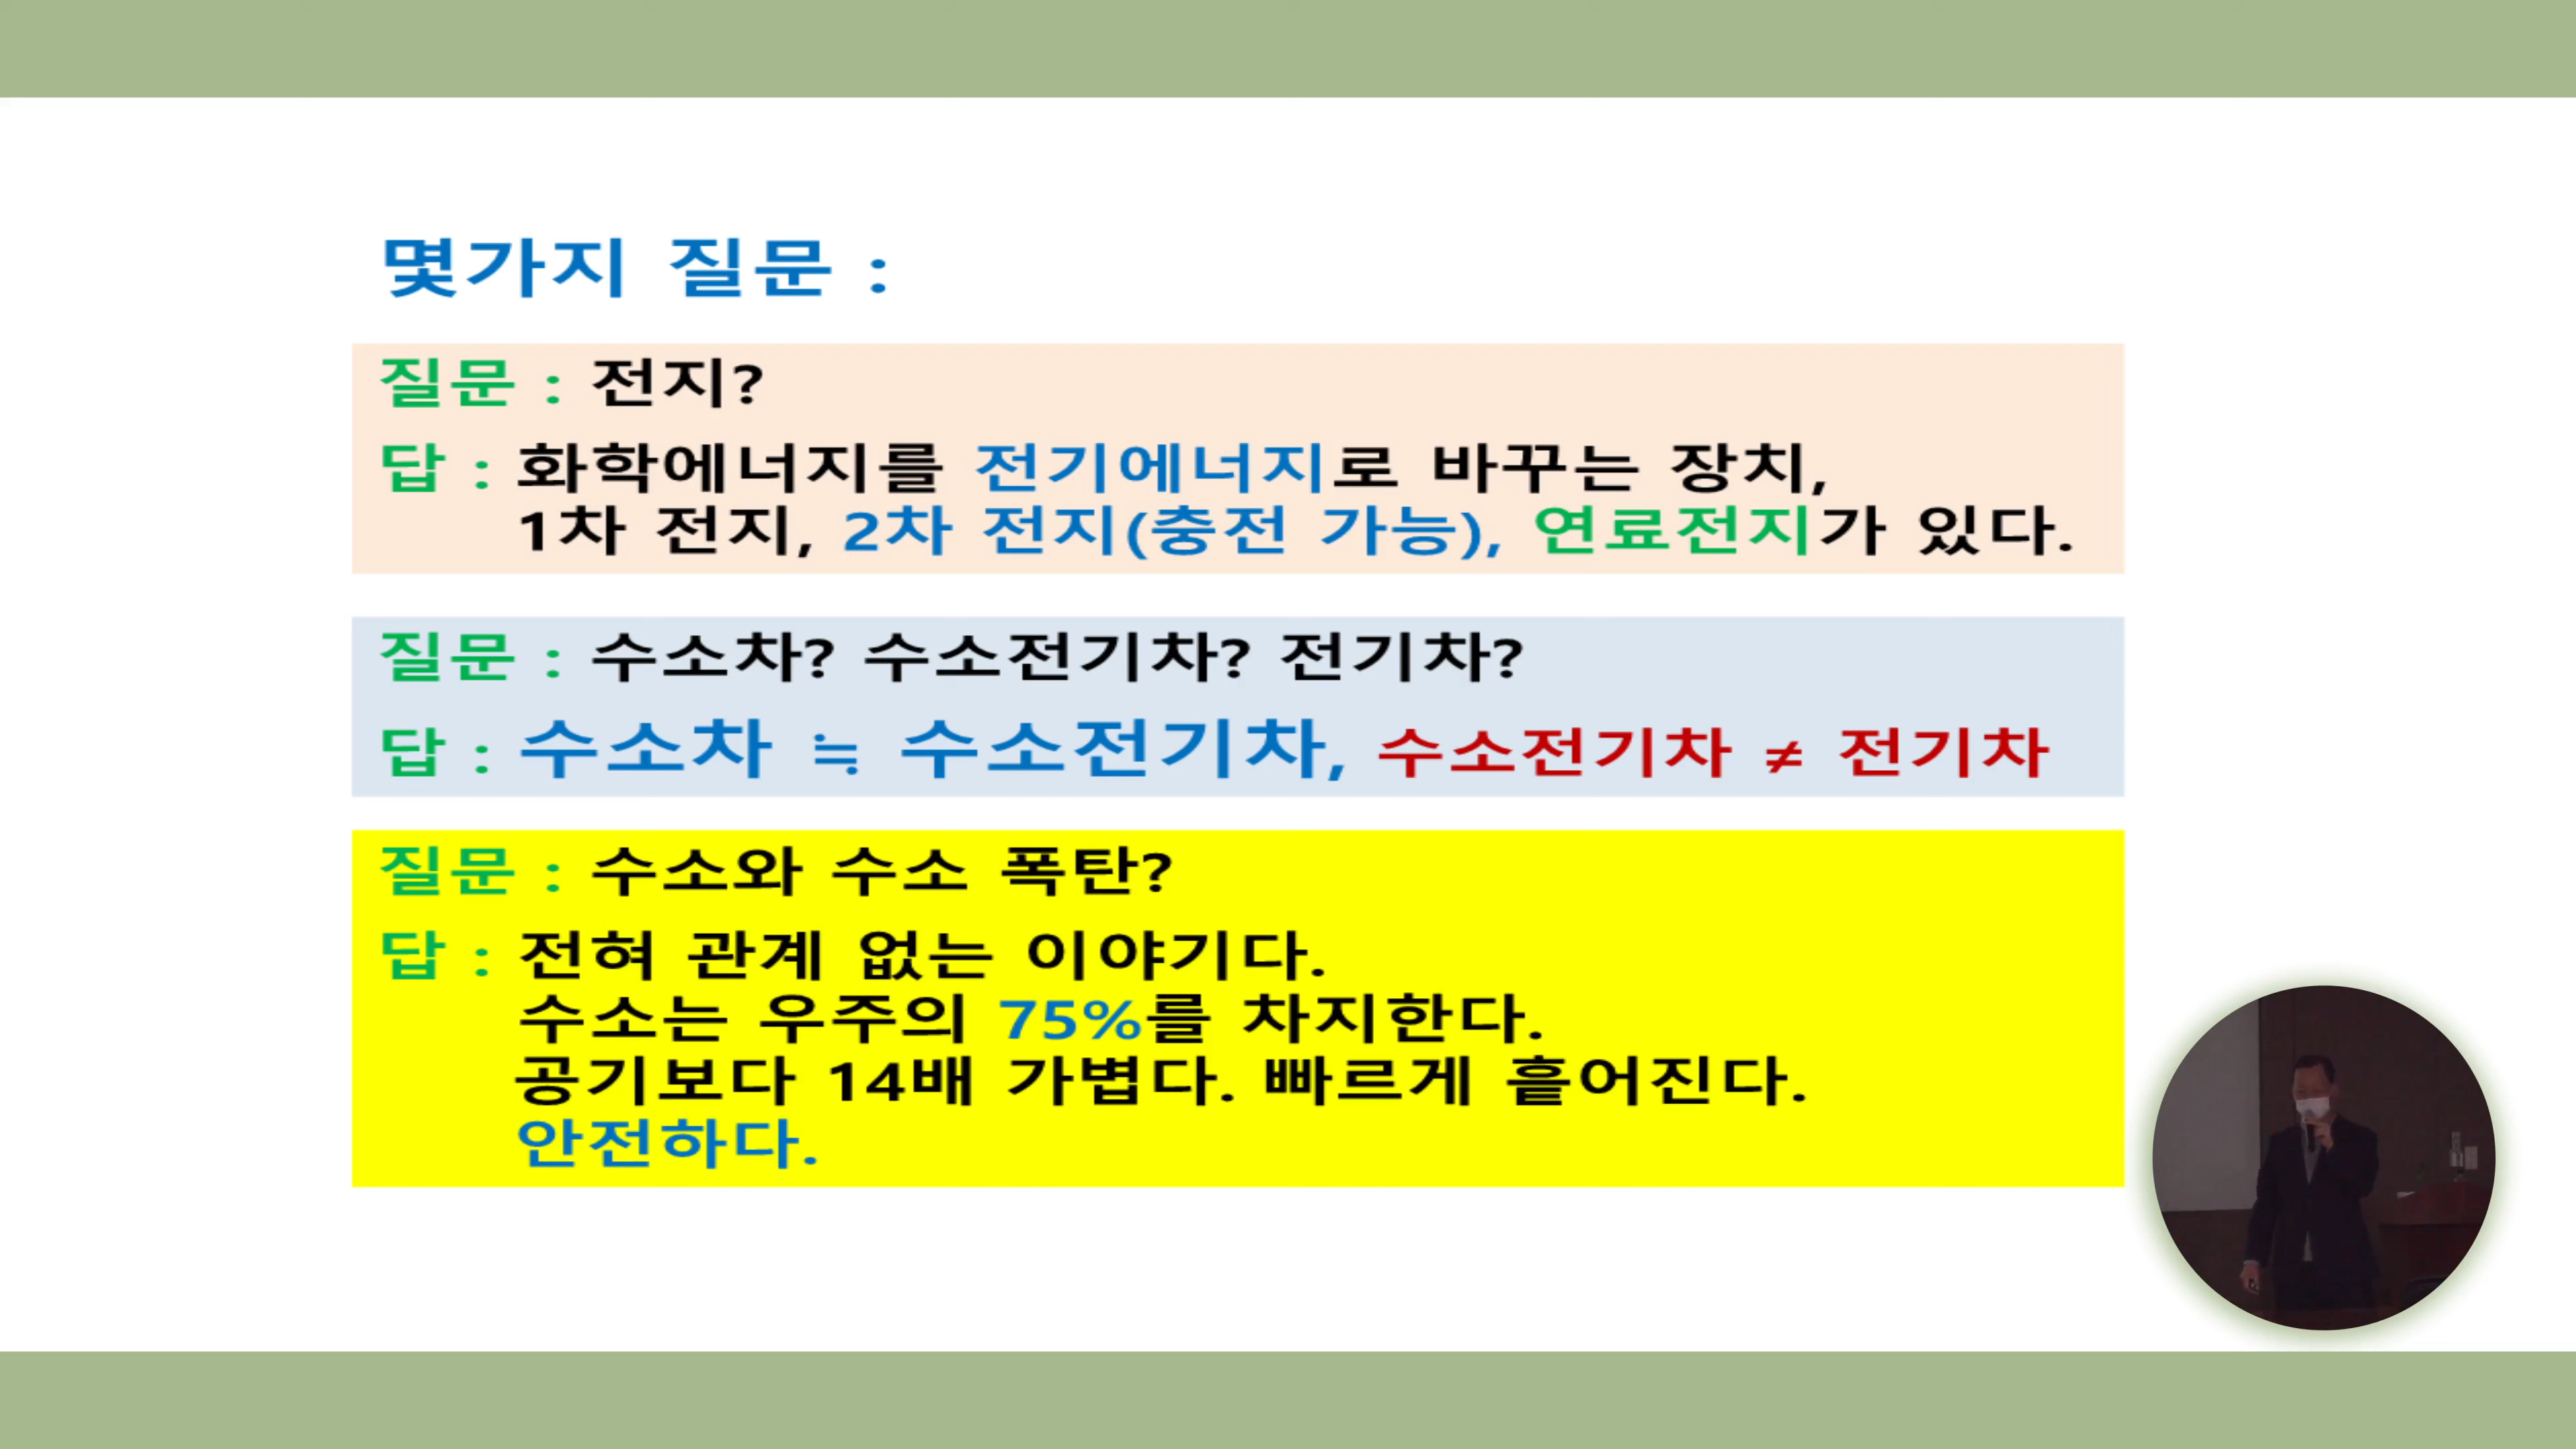 몇가지 질문 :
질문 : 전지?
답 : 화학에너지를 전기에너지로 바꾸는 장치,
1차 전지, 2차 전지(충전 가능), 연료전지가 있다.
질문 : 수소차? 수소전기차? 전기차?
답 : 수소차 ≒ 수소전기차, 수소전기차 ≠ 전기차
질문 : 수소와 수소 폭탄?
답 : 전혀 관계 없는 이야기다.
수소는 우주의 75%를 차지한다.
공기보다 14배 가볍다. 빠르게 흩어진다.
안전하다.